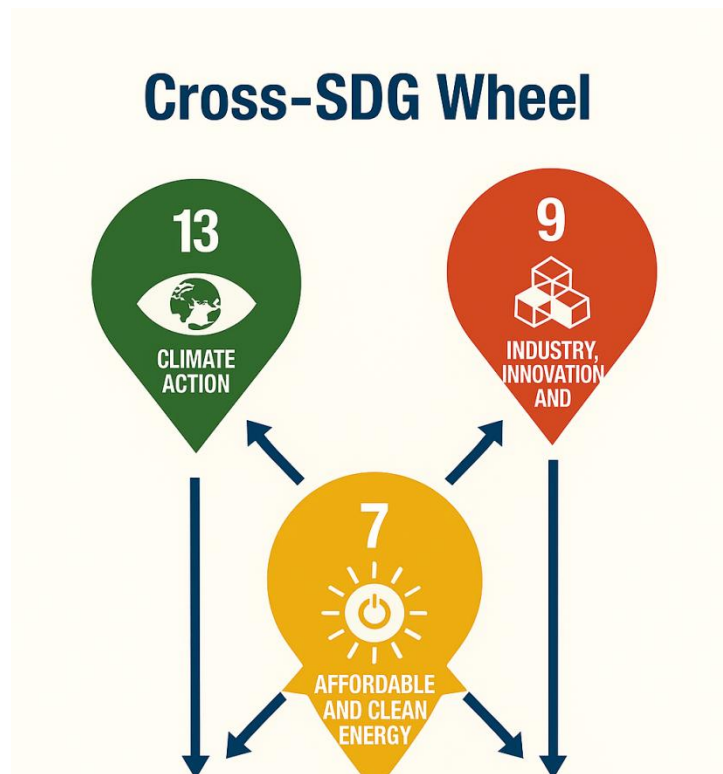 Cross-SDG Wheel
13
CLIMATE
ACTION
9
INDUSTRY,
INNOVATION
AND
7
AFFORDABLE
AND CLEAN
ENERGY